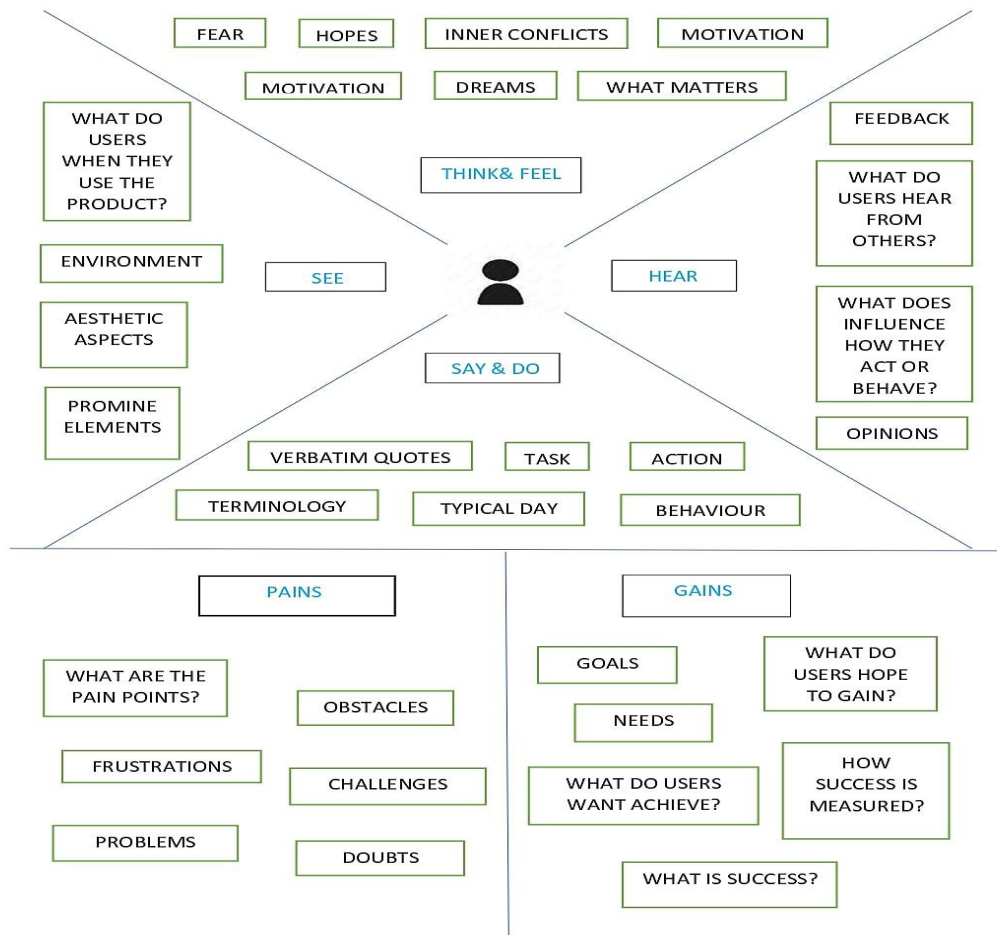 FEAR
HOPES
INNER CONFLICTS
MOTIVATION
MOTIVATION
DREAMS
WHAT MATTERS
THINK& FEEL
WHAT DO
USERS
WHEN THEY
USE THE
PRODUCT?
ENVIRONMENT
AESTHETIC
ASPECTS
PROMINE
ELEMENTS
SEE
HEAR
FEEDBACK
WHAT DO
USERS HEAR
FROM
OTHERS?
WHAT DOES
INFLUENCE
HOW THEY
ACT OR
BEHAVE?
OPINIONS
SAY & DO
VERBATIM QUOTES
TASK
ACTION
TERMINOLOGY
TYPICAL DAY
BEHAVIOUR
PAINS
WHAT ARE THE
PAIN POINTS?
OBSTACLES
FRUSTRATIONS
CHALLENGES
PROBLEMS
DOUBTS
GAINS
GOALS
WHAT DO
USERS HOPE
TO GAIN?
NEEDS
WHAT DO USERS
WANT ACHIEVE?
HOW
SUCCESS IS
MEASURED?
WHAT IS SUCCESS?